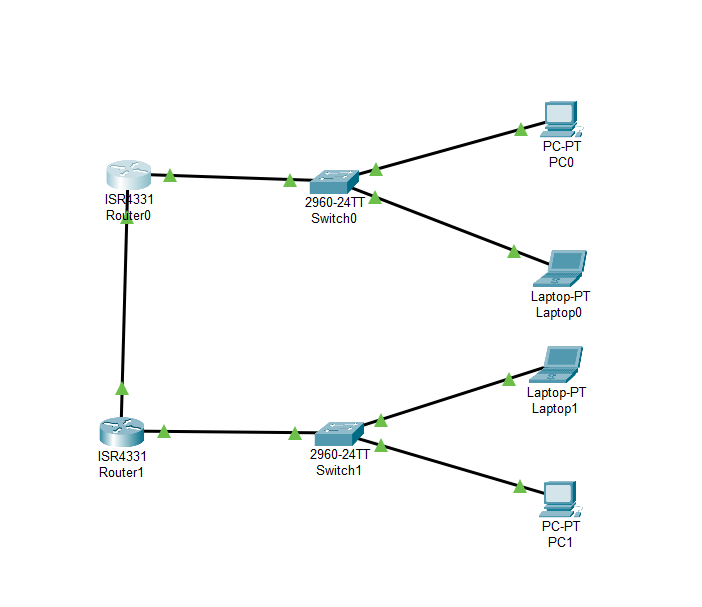 PC-PT
PC0
ISR4331
Router0
2960-24TT
Switch0
Laptop-PT
Laptop0
Laptop-PT
Laptop1
ISR4331
Router1
2960-24TT
Switch1
PC-PT
PC1